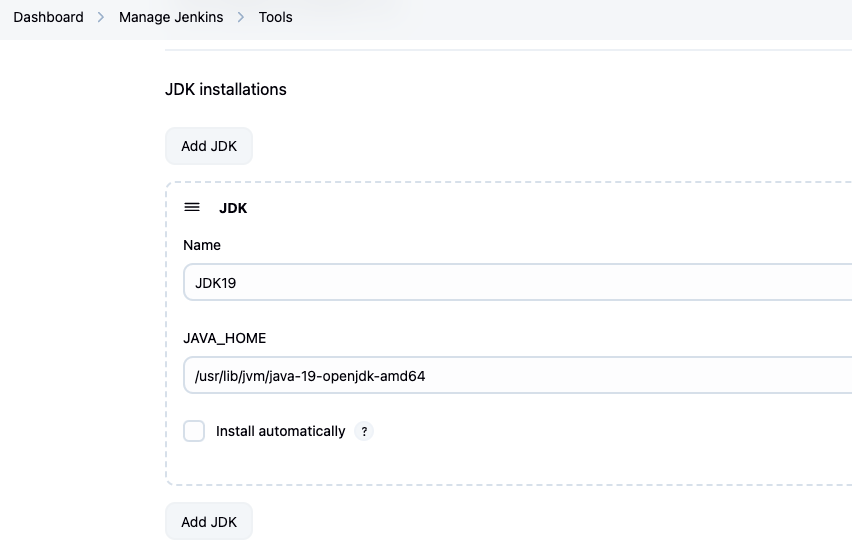 Dashboard > Manage Jenkins > Tools
JDK installations
Add JDK
JDK
Name
JDK19
JAVA_HOME
/usr/lib/jvm/java-19-openjdk-amd64
Install automatically ?
Add JDK